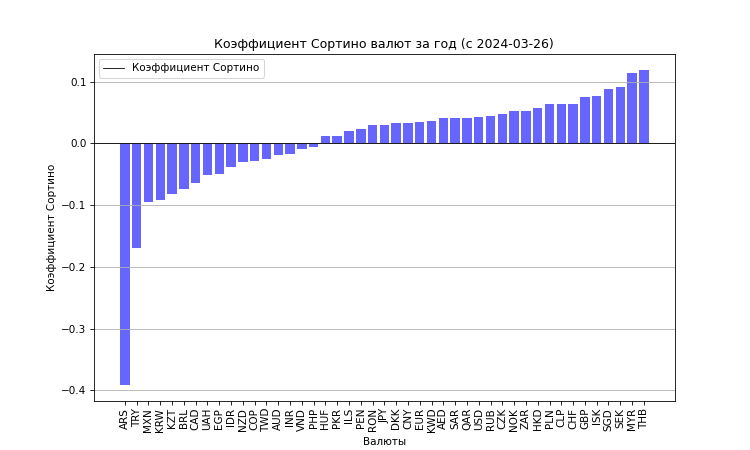 Коэффициент Сортино валют за год (с 2024-03-26)
Коэффициент Сортино
0.1
0.0
−0.1
−0.2
−0.3
−0.4
Коэффициент Сортино
ARS TRY MXN KRW KZT BRL CAD UAH EGP IDR NZD COP TWD AUD INR VND PHP HUF PKR ILS PEN RON JPY DKK CNY EUR KWD AED SAR QAR USD RUB CZK NOK ZAR HKD PLN CLP CHF GBP ISK SGD SEK MYR THB
Валюты